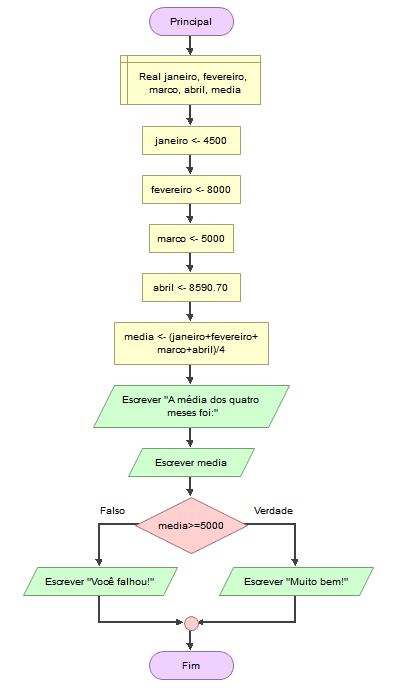 Principal
Real janeiro, fevereiro,
marco, abril, media
janeiro <- 4500
fevereiro <- 8000
marco <- 5000
abril <- 8590.70
media <- (janeiro+fevereiro+
marco+abril)/4
Escrever "A média dos quatro
meses foi:"
Escrever media
media>=5000
Falso
Verdade
Escrever "Você falhou!"
Escrever "Muito bem!"
Fim